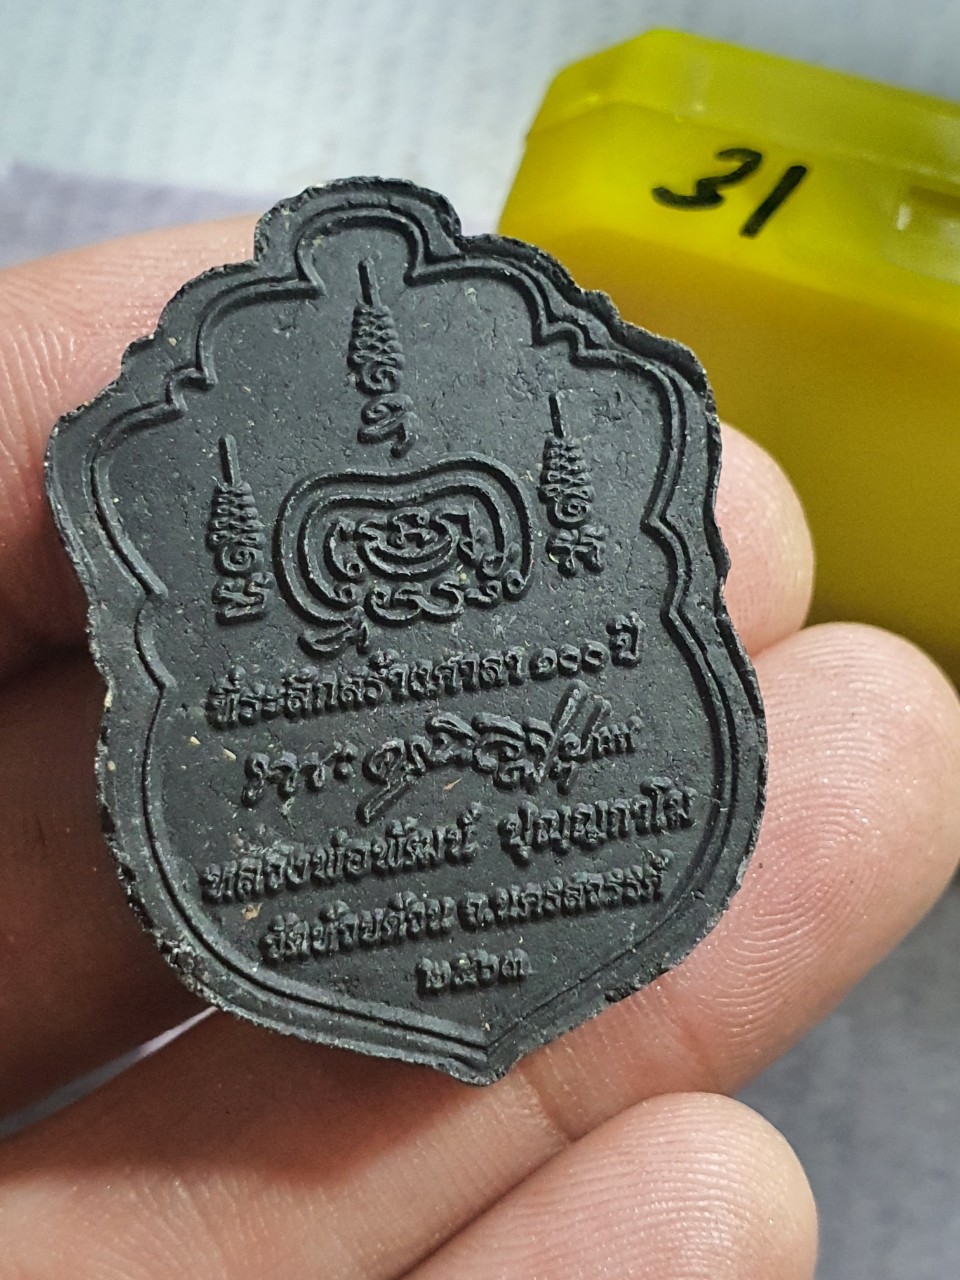 31
ที่ระลึกสร้างศาลา ๑๐๐ ปี
หลวงพ่อพัฒน์ ปุญฺญกาโม
วัดห้วยด้วน จ.นครสวรรค์
๒๕๖๓